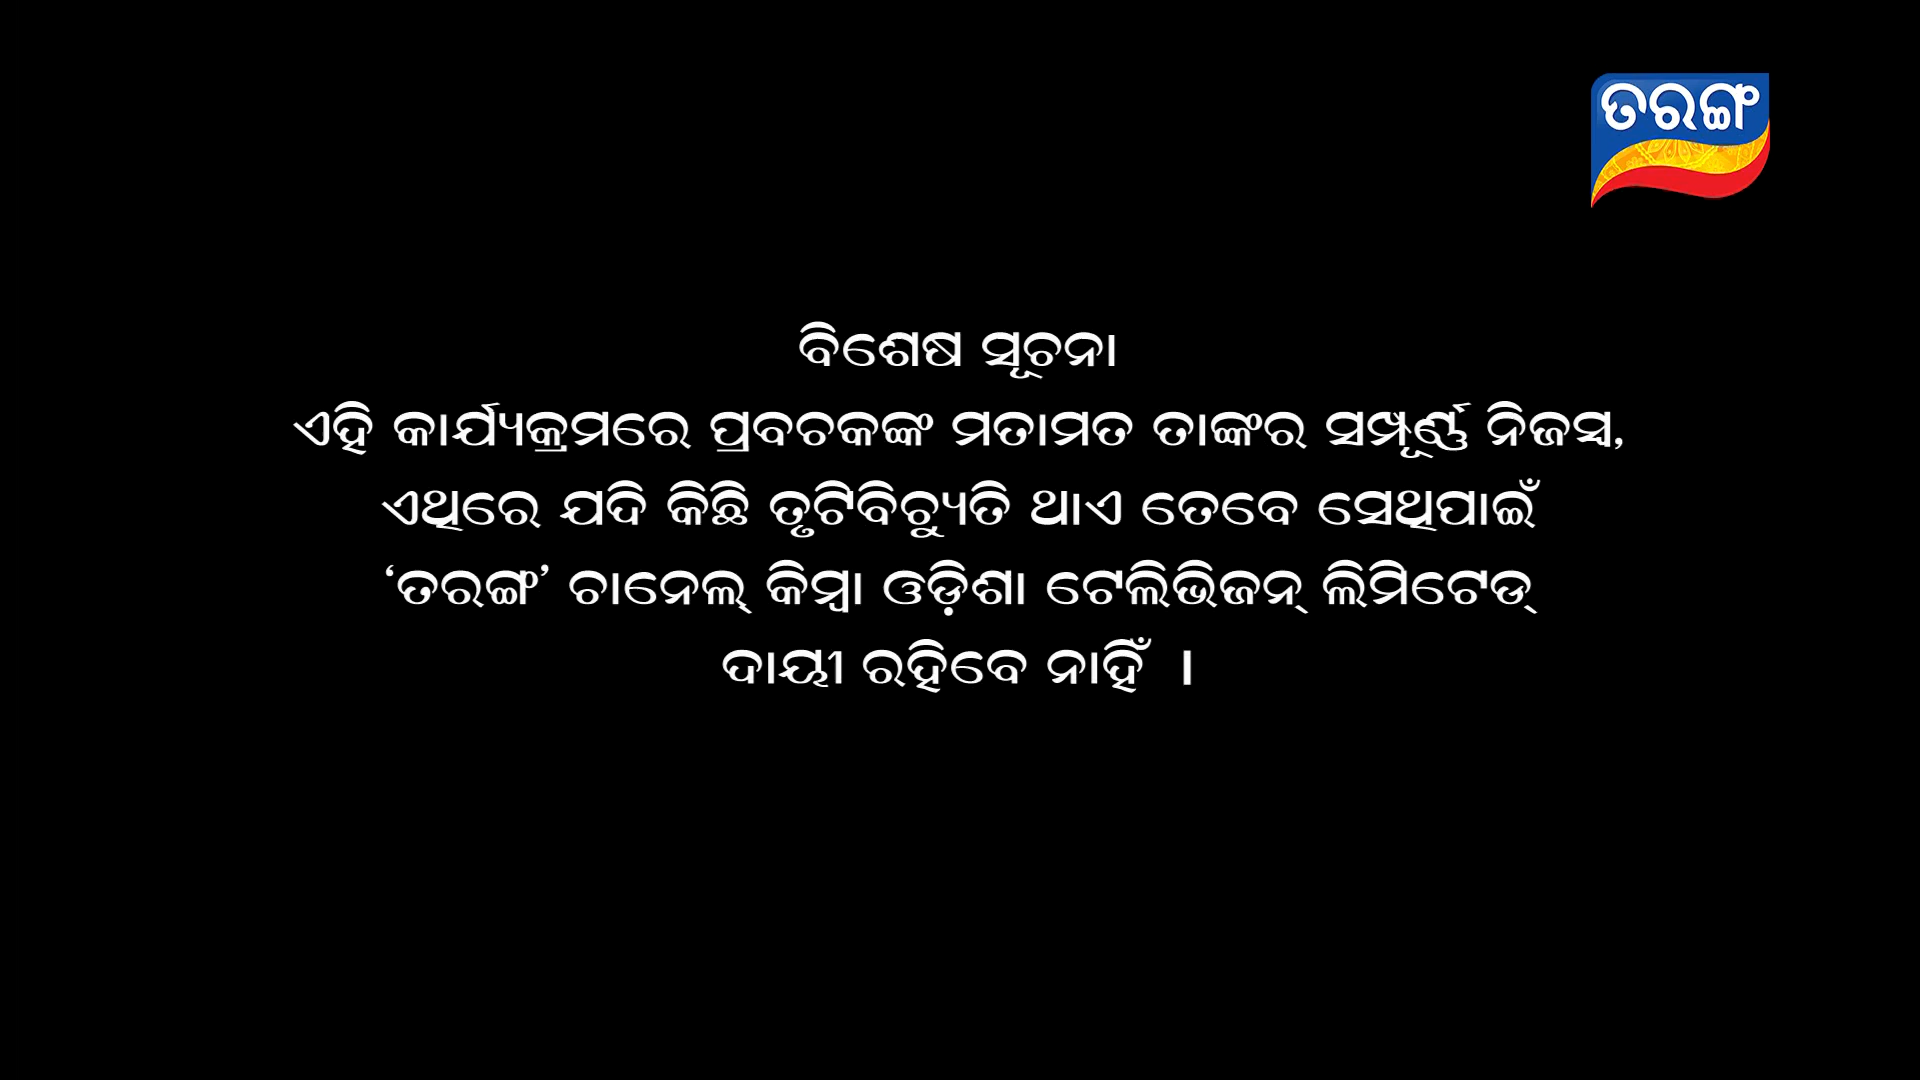 ତରଙ୍ଗ
ବିଶେଷ ସୂଚନା
ଏହି କାର୍ଯ୍ୟକ୍ରମରେ ପ୍ରବଚକଙ୍କ ମତାମତ ତାଙ୍କର ସମ୍ପୂର୍ଣ୍ଣ ନିଜସ୍ୱ,
ଏଥିରେ ଯଦି କିଛି ତୃଟିବିଚ୍ୟୁତି ଥାଏ ତେବେ ସେଥିପାଇଁ
‘ତରଙ୍ଗ’ ଚାନେଲ୍ କିମ୍ବା ଓଡ଼ିଶା ଟେଲିଭିଜନ୍ ଲିମିଟେଡ୍
ଦାୟୀ ରହିବେ ନାହିଁ ।